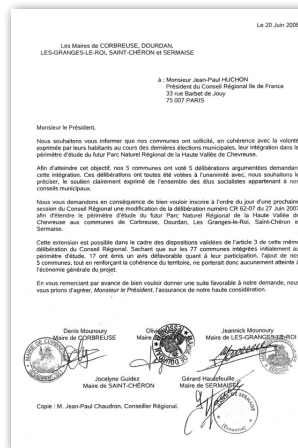 Le 20 Juin 2008
Les Maires de CORBREUSE, DOURDAN,
LES-GRANGES-LE-ROI, SAINT-CHÉRON et SERMAISE
à : Monsieur Jean-Paul HUCHON
Président du Conseil Régional Ile de France
33 rue Barbet de Jouy
75 007 PARIS
Monsieur le Président,
Nous souhaitons vous informer que nos communes ont sollicité, en cohérence avec la volonté
exprimée par leurs habitants au cours des dernières élections municipales, leur intégration dans le
périmètre d'étude du futur Parc Naturel Régional de la Haute Vallée de Chevreuse.
Afin d'atteindre cet objectif, nos 5 communes ont voté 5 délibérations argumentées demandant
cette intégration. Ces délibérations ont toutes été votées à l'unanimité avec, nous souhaitons le
préciser, le soutien clairement exprimé de l'ensemble des élus socialistes appartenant à nos
conseils municipaux.
Nous vous demandons en conséquence de bien vouloir inscrire à l'ordre du jour d'une prochaine
session du Conseil Régional une modification de la délibération numéro CR 62-07 du 27 Juin 2007
afin d'étendre le périmètre d'étude du Parc Naturel Régional de la Haute Vallée de
Chevreuse aux communes de Corbreuse, Dourdan, Les Granges-le-Roi, Saint-Chéron et
Sermaise.
Cette extension est possible dans le cadre des dispositions validées de l'article 3 de cette même
délibération du Conseil Régional. Sachant que sur les 77 communes intégrées initialement au
périmètre d'étude, 17 ont émis un avis défavorable quant à leur participation, l'ajout de nos
5 communes, tout en renforçant la cohérence du territoire, ne porterait donc aucunement atteinte à
l'économie générale du projet.
En vous remerciant par avance de bien vouloir donner une suite favorable à notre demande, nous
vous prions d'agréer, Monsieur le Président, l'assurance de notre haute considération.
Denis Mounoury
Maire de CORBREUSE
Maire
Jeannick Mounoury
Maire de LES-GRANGES-LE-ROI
Jocelyne Guidez
Maire de SAINT-CHÉRON
Gérard Hautefeuille
Maire de SERMAISE
Copie : M. Jean-Paul Chaudron, Conseiller Régional.